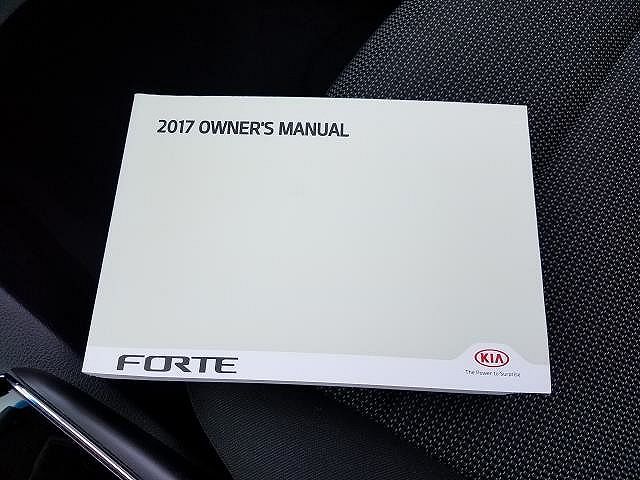 2017 OWNER'S MANUAL
FORTE
KIA
The Power to Surprise